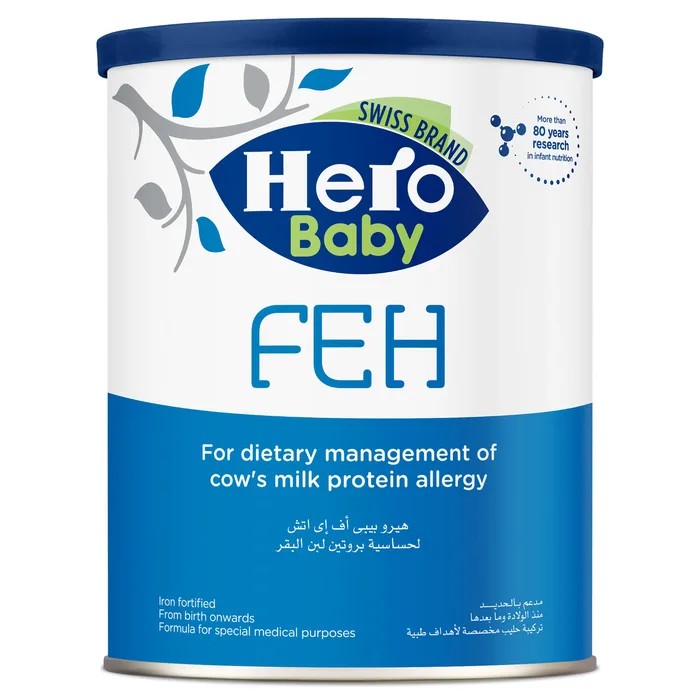 SWISS BRAND
Hero
Baby
More than
80 years
research
in infant nutrition
FEH
For dietary management of
cow's milk protein allergy
هيرو بيبى أف إى اتش
لحساسية بروتين لبن البقر
Iron fortified
From birth onwards
Formula for special medical purposes
مدعم بالحديـــد
منذ الولادة وما بعدها
تركيبة حليب مخصصة لأهداف طبية